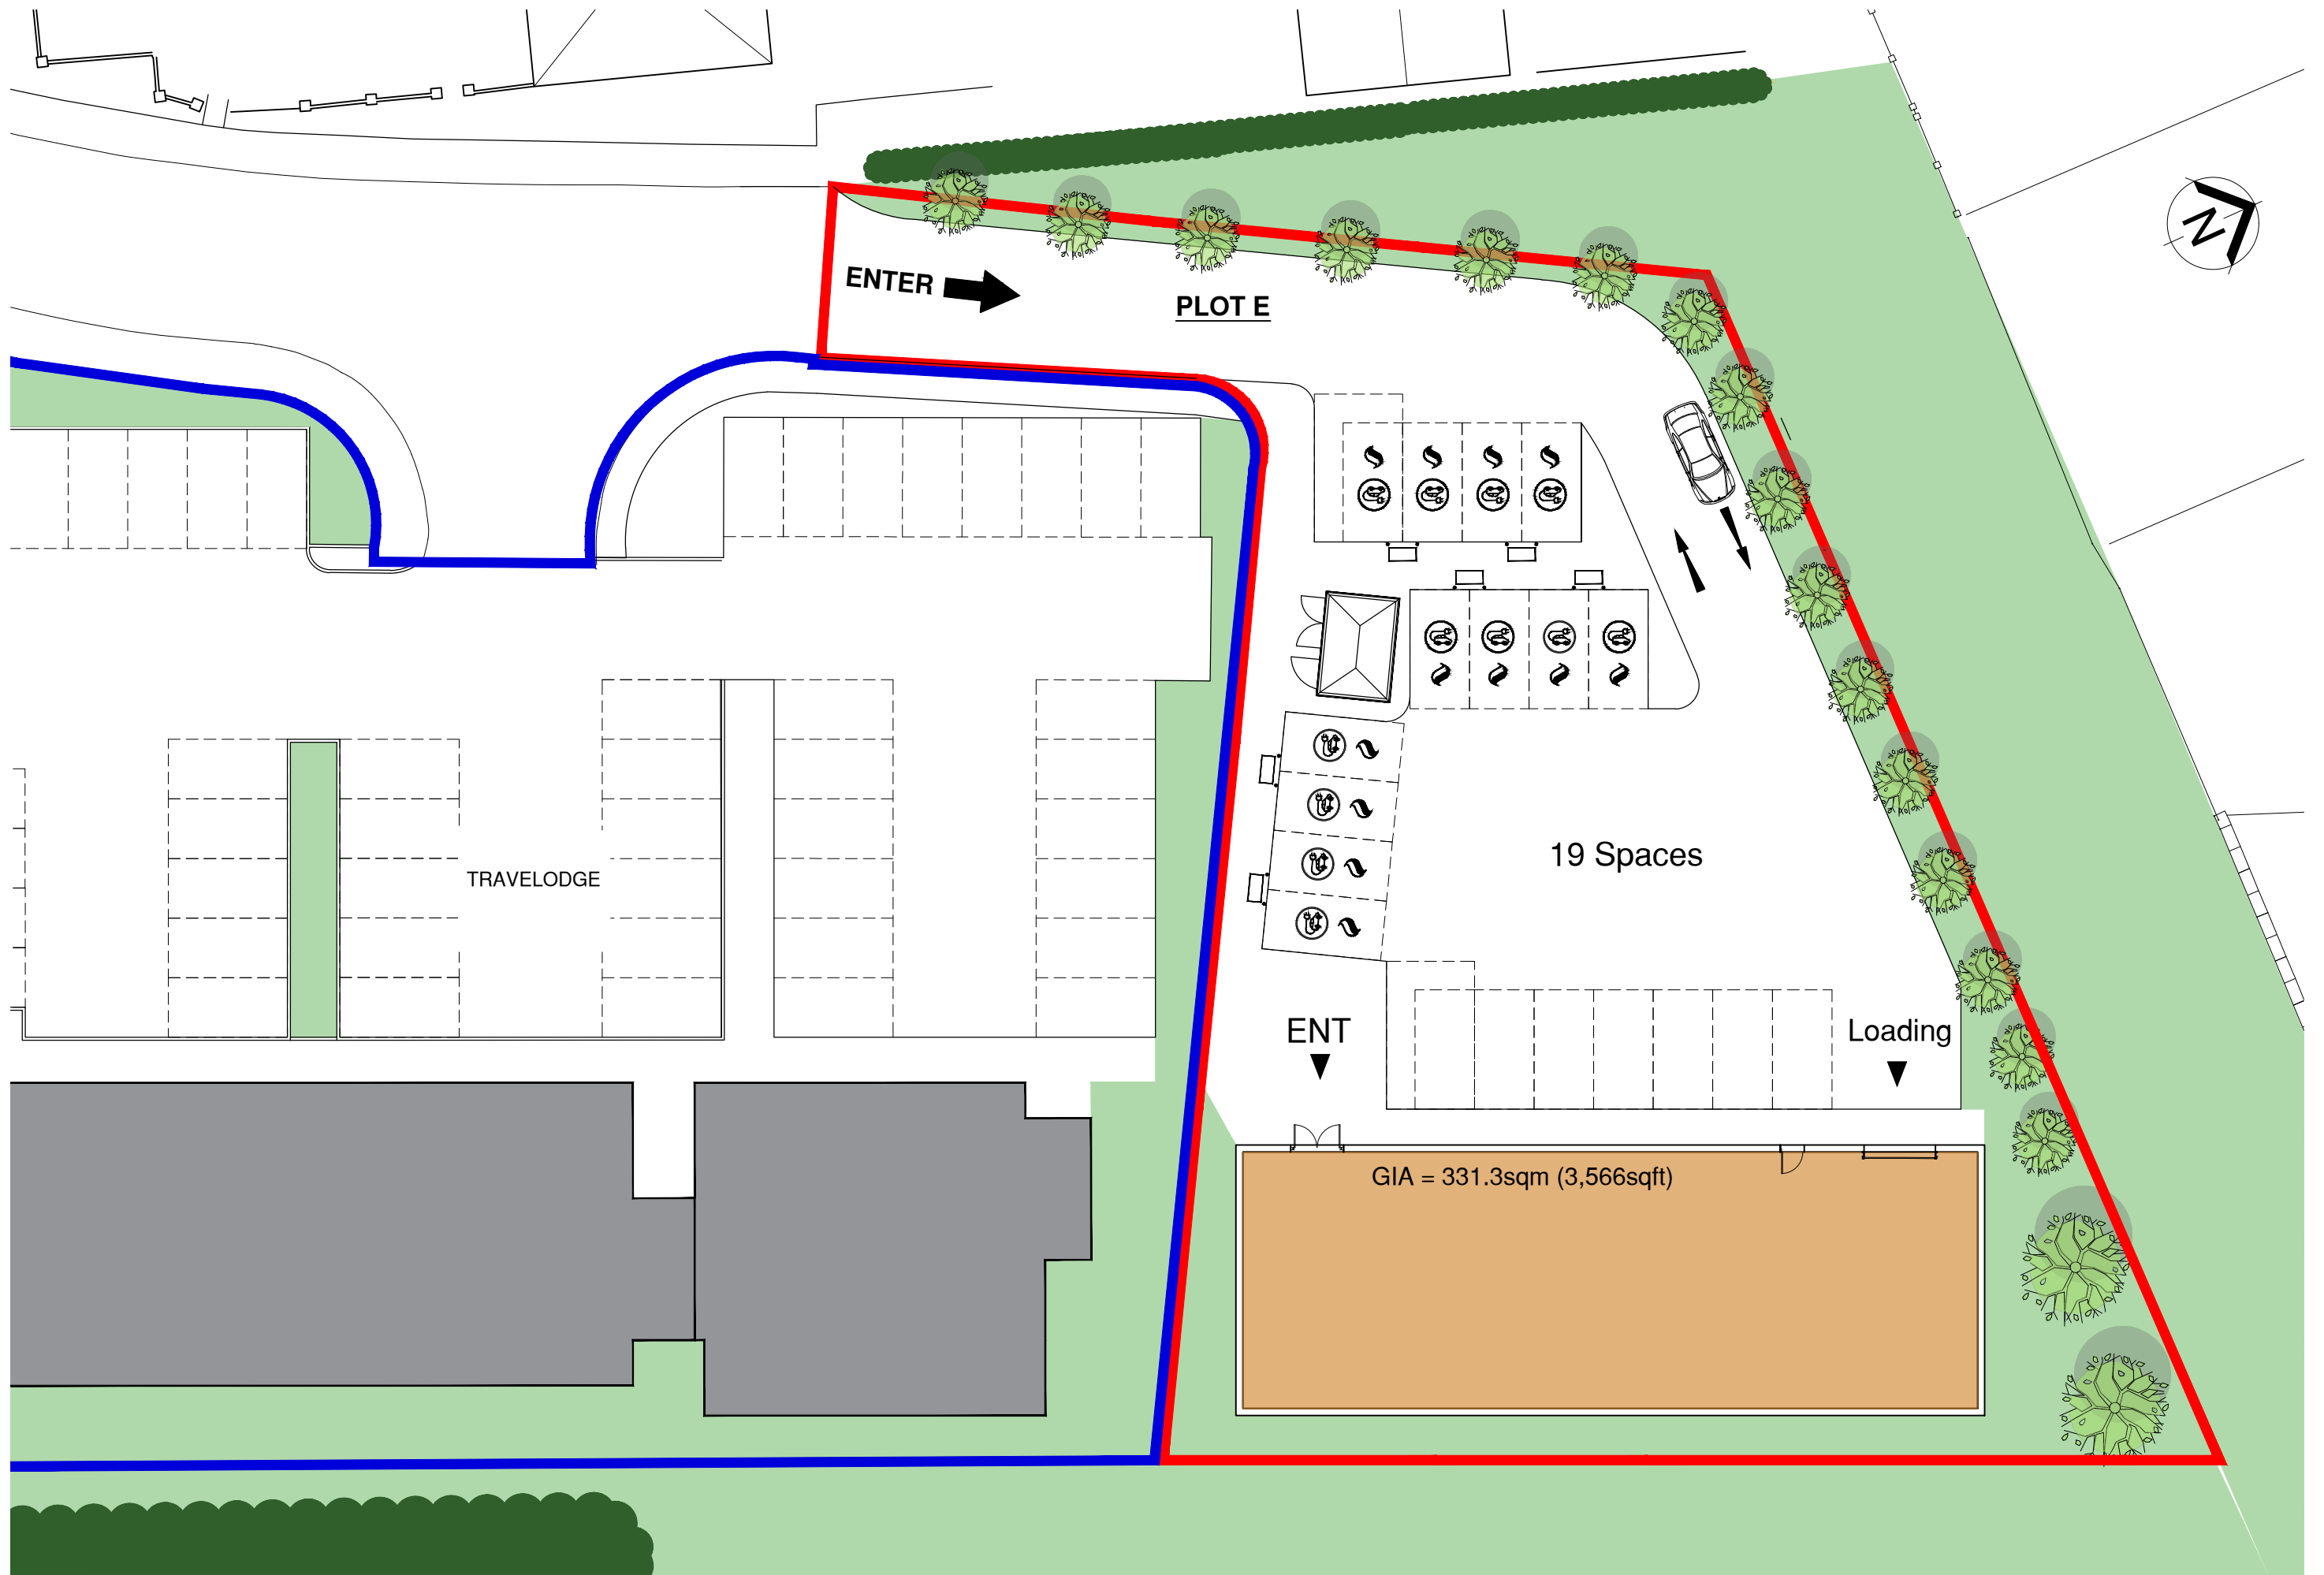 ENTER
PLOT E
N
19 Spaces
TRAVELODGE
ENT
Loading
GIA = 331.3sqm (3,566sqft)